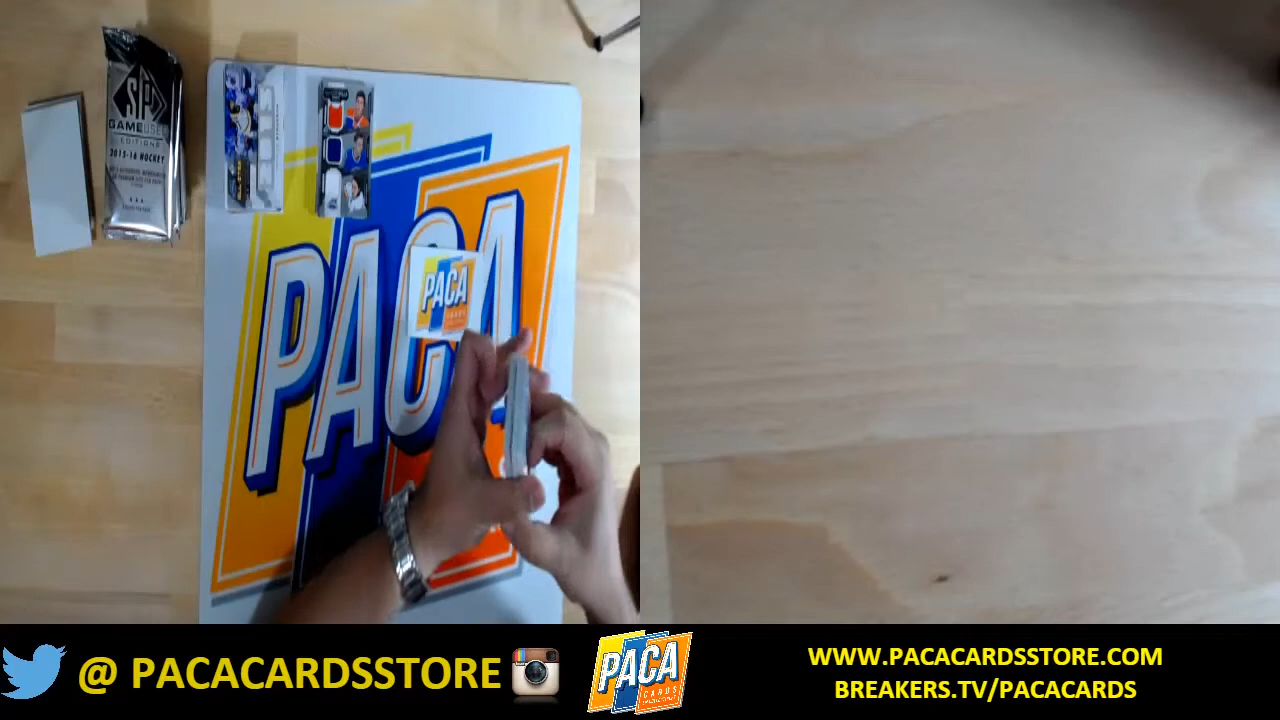 SP
GAME USED
EDITION
2015-16 HOCKEY
PACA
PACA
@ PACACARDSSTORE
PACA
CARDS
WWW.PACACARDSSTORE.COM
BREAKERS.TV/PACACARDS